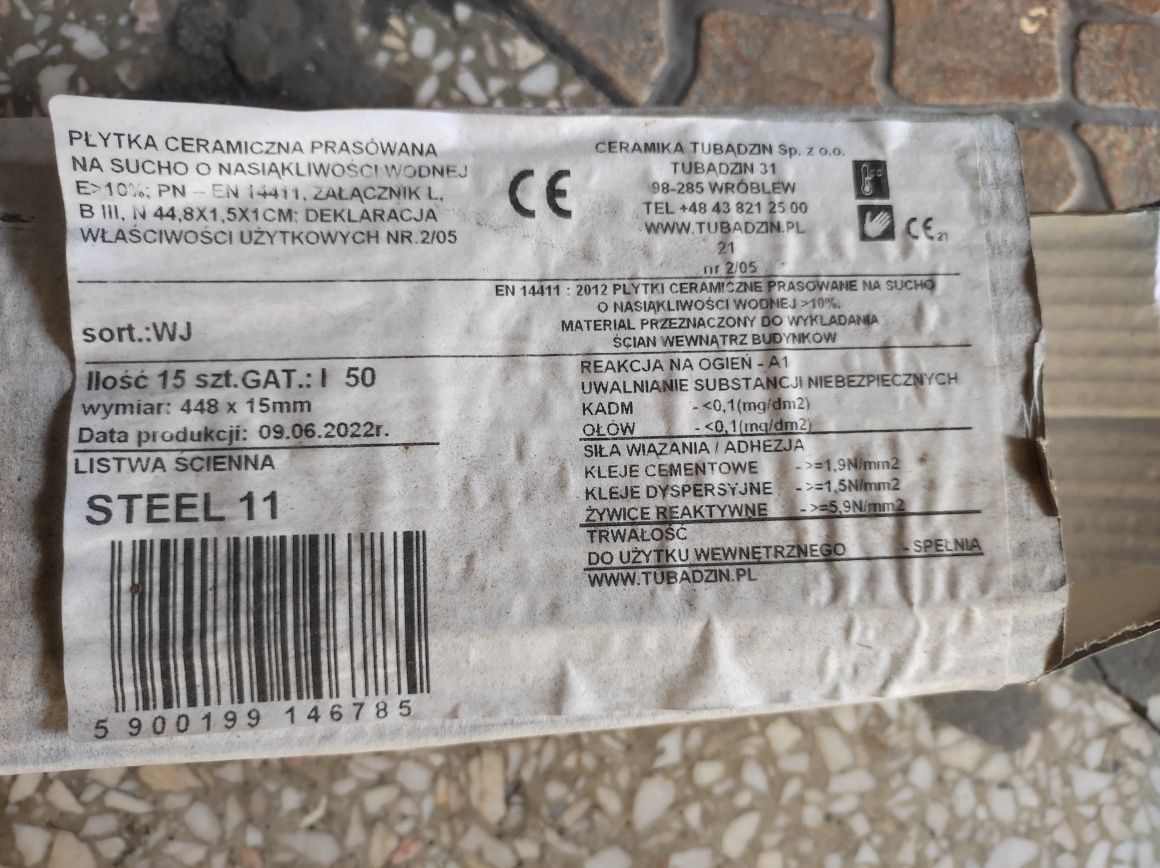 PŁYTKA CERAMICZNA PRASÓWANA
NA SUCHO O NASIĄKLIWOŚCI WODNEJ
E>10%; PN – EN 14411, ZAŁĄCZNIK L,
B III, N 44,8X1,5X1CM; DEKLARACJA
WŁAŚCIWOŚCI UŻYTKOWYCH NR.2/05
CE
CERAMIKA TUBĄDZIN Sp. z o.o.
TUBĄDZIN 31
98-285 WRÓBLEW
TEL +48 43 821 25 00
WWW.TUBADZIN.PL
21
nr 2/05
CE 21
EN 14411 : 2012 PŁYTKI CERAMICZNE PRASOWANE NA SUCHO
O NASIĄKLIWOŚCI WODNEJ >10%.
MATERIAŁ PRZEZNACZONY DO WYKŁADANIA
ŚCIAN WEWNĄTRZ BUDYNKÓW
sort.:WJ
Ilość 15 szt.GAT.: I 50
wymiar: 448 x 15mm
Data produkcji: 09.06.2022r.
LISTWA ŚCIENNA
STEEL 11
5 900199 146785
REAKCJA NA OGIEŃ - A1
UWALNIANIE SUBSTANCJI NIEBEZPIECZNYCH
KADM - <0,1(mg/dm2)
OŁÓW - <0,1(mg/dm2)
SIŁA WIĄZANIA / ADHEZJA
KLEJE CEMENTOWE - >=1,9N/mm2
KLEJE DYSPERSYJNE - >=1,5N/mm2
ŻYWICE REAKTYWNE - >=5,9N/mm2
TRWAŁOŚĆ
DO UŻYTKU WEWNĘTRZNEGO - SPEŁNIA
WWW.TUBĄDZIN.PL